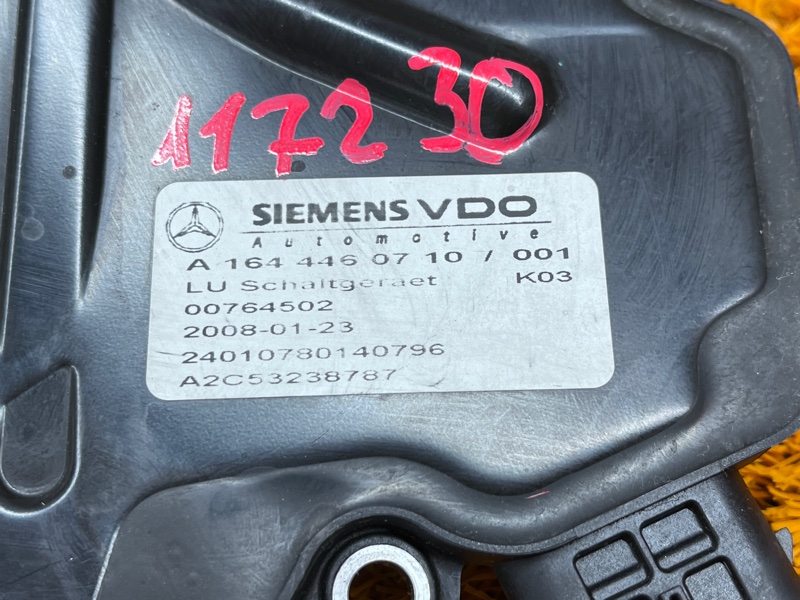 117230
SIEMENS VDO
Automotive
A 164 446 07 10 / 001
LU Schaltgeraet K03
00764502
2008-01-23
24010780140796
A2C53238787